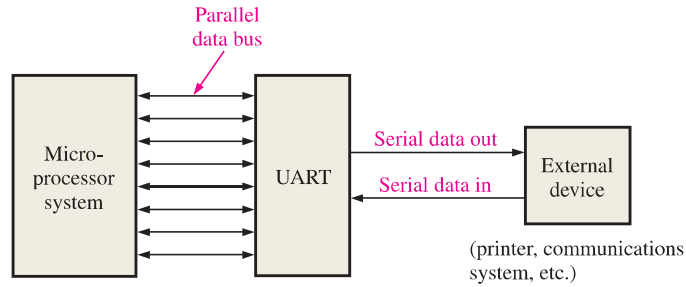 Parallel
data bus
Micro-
processor
system
UART
Serial data out
Serial data in
External
device
(printer, communications
system, etc.)